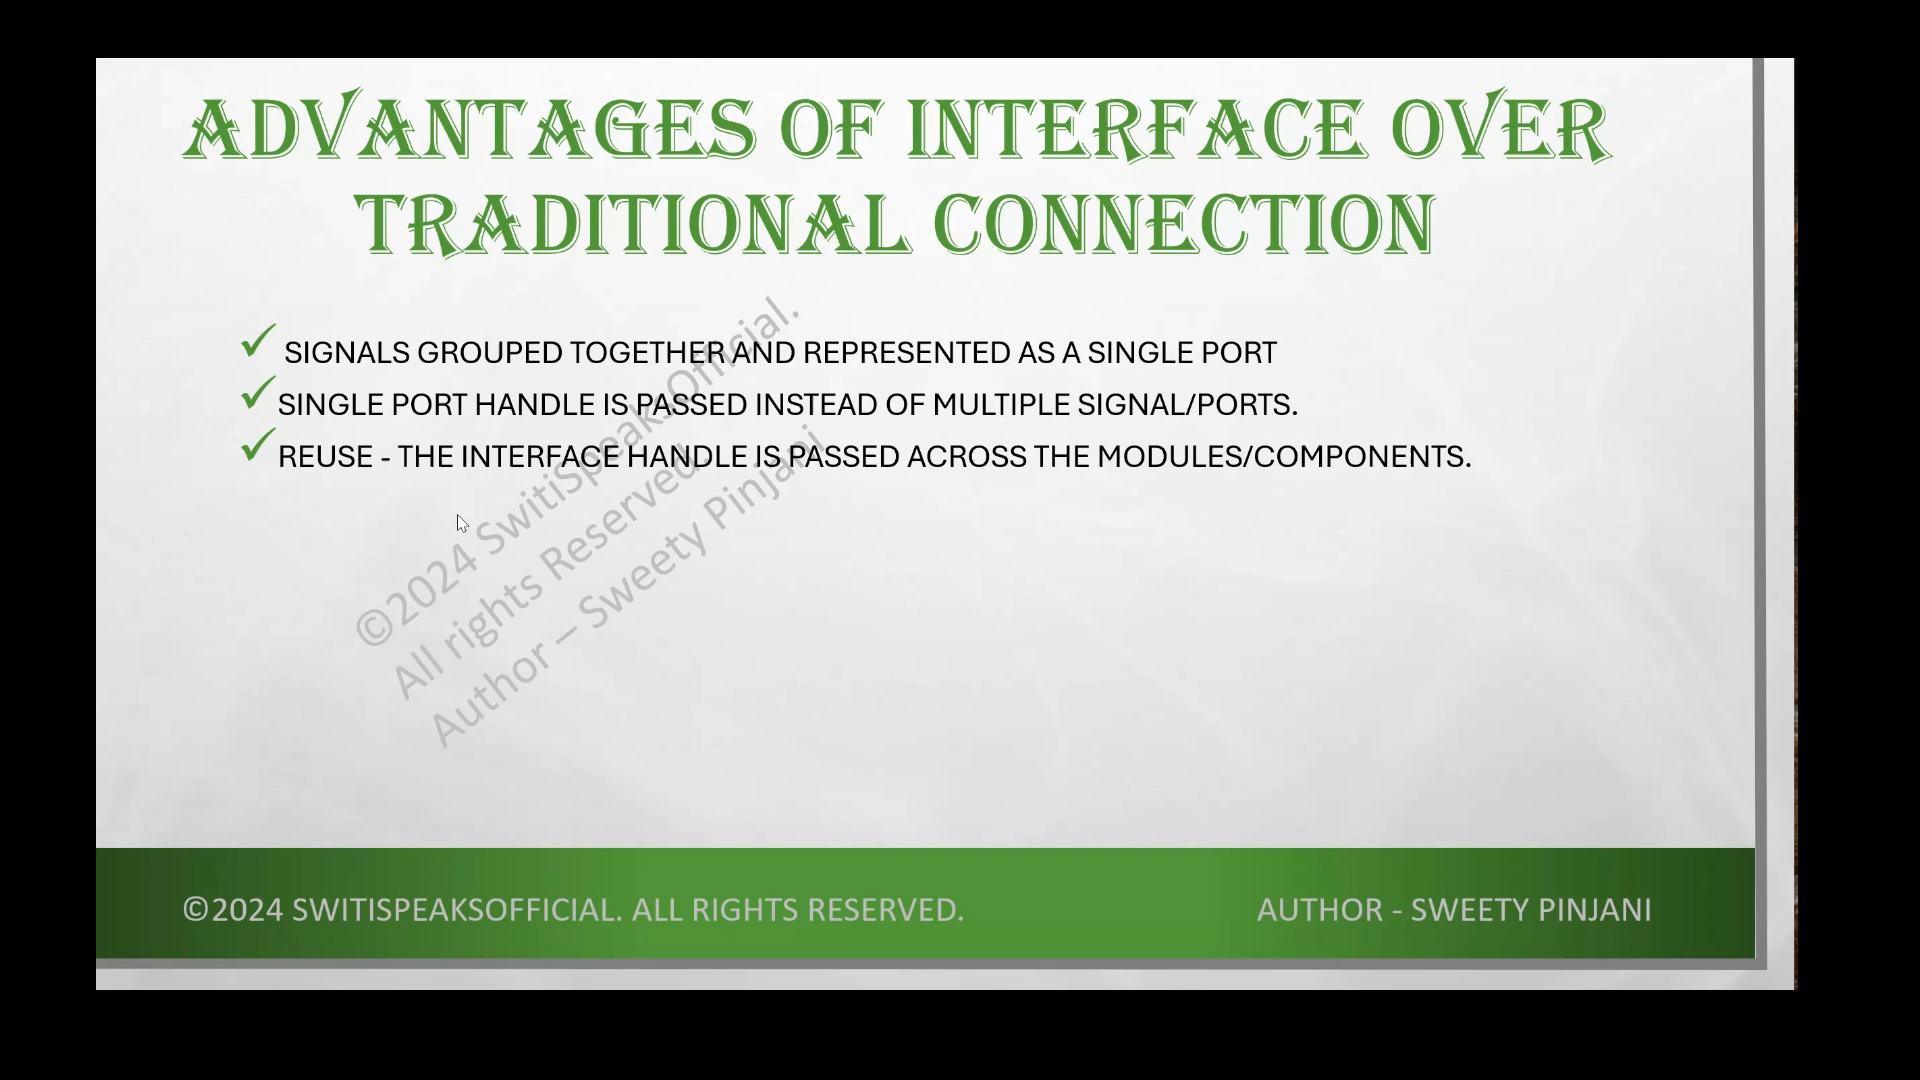 ADVANTAGES OF INTERFACE OVER
TRADITIONAL CONNECTION
SIGNALS GROUPED TOGETHER AND REPRESENTED AS A SINGLE PORT
SINGLE PORT HANDLE IS PASSED INSTEAD OF MULTIPLE SIGNAL/PORTS.
REUSE - THE INTERFACE HANDLE IS PASSED ACROSS THE MODULES/COMPONENTS.
©2024 SwitiSpeaksOfficial.
All rights Reserved.
Author – Sweety Pinjani
©2024 SWITISPEAKSOFFICIAL. ALL RIGHTS RESERVED.
AUTHOR - SWEETY PINJANI